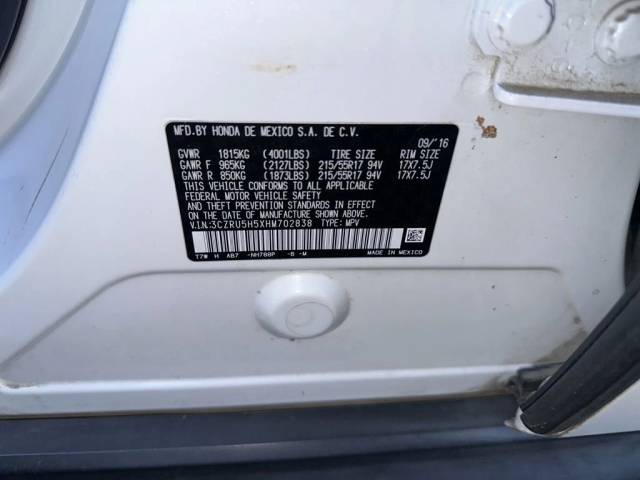 MFD.BY HONDA DE MEXICO S.A. DE C.V. 09/'16
GVWR 1815KG (4001LBS) TIRE SIZE RIM SIZE
GAWR F 965KG (2127LBS) 215/55R17 94V 17X7.5J
GAWR R 850KG (1873LBS) 215/55R17 94V 17X7.5J
THIS VEHICLE CONFORMS TO ALL APPLICABLE
FEDERAL MOTOR VEHICLE SAFETY
AND THEFT PREVENTION STANDARDS IN EFFECT ON
THE DATE OF MANUFACTURE SHOWN ABOVE.
V.I.N:3CZRU5H5XHM702838 TYPE: MPV
T7W H AB7 -NH788P -B -M MADE IN MEXICO